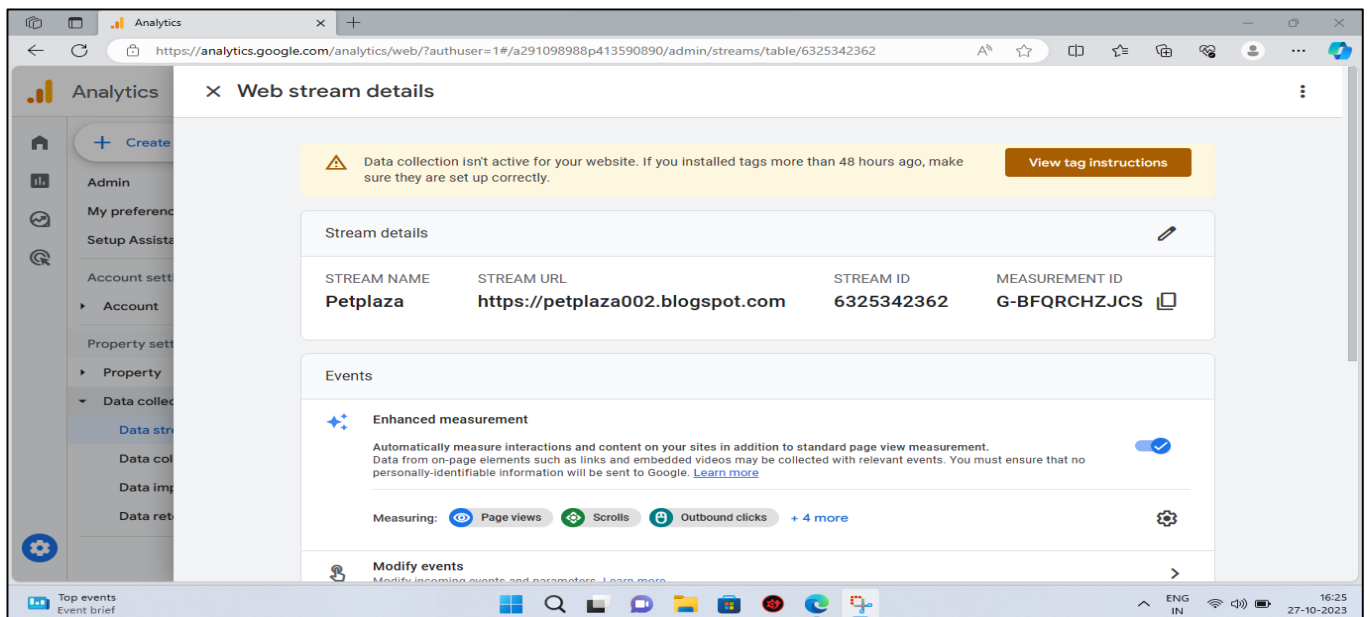 Analytics
https://analytics.google.com/analytics/web/?authuser=1#/a291098988p413590890/admin/streams/table/6325342362
Analytics
Web stream details
Create
Admin
My preferenc
Setup Assista
Account setti
Account
Property sett
Property
Data collec
Data stre
Data col
Data imp
Data rete
Data collection isn't active for your website. If you installed tags more than 48 hours ago, make
sure they are set up correctly.
View tag instructions
Stream details
STREAM NAME STREAM URL STREAM ID MEASUREMENT ID
Petplaza https://petplaza002.blogspot.com 6325342362 G-BFQRCHZJCS
Events
Enhanced measurement
Automatically measure interactions and content on your sites in addition to standard page view measurement.
Data from on-page elements such as links and embedded videos may be collected with relevant events. You must ensure that no
personally-identifiable information will be sent to Google. Learn more
Measuring: Page views Scrolls Outbound clicks + 4 more
Modify events
Modify incoming events and parameters. Learn more
Top events
Event brief
ENG
IN
16:25
27-10-2023